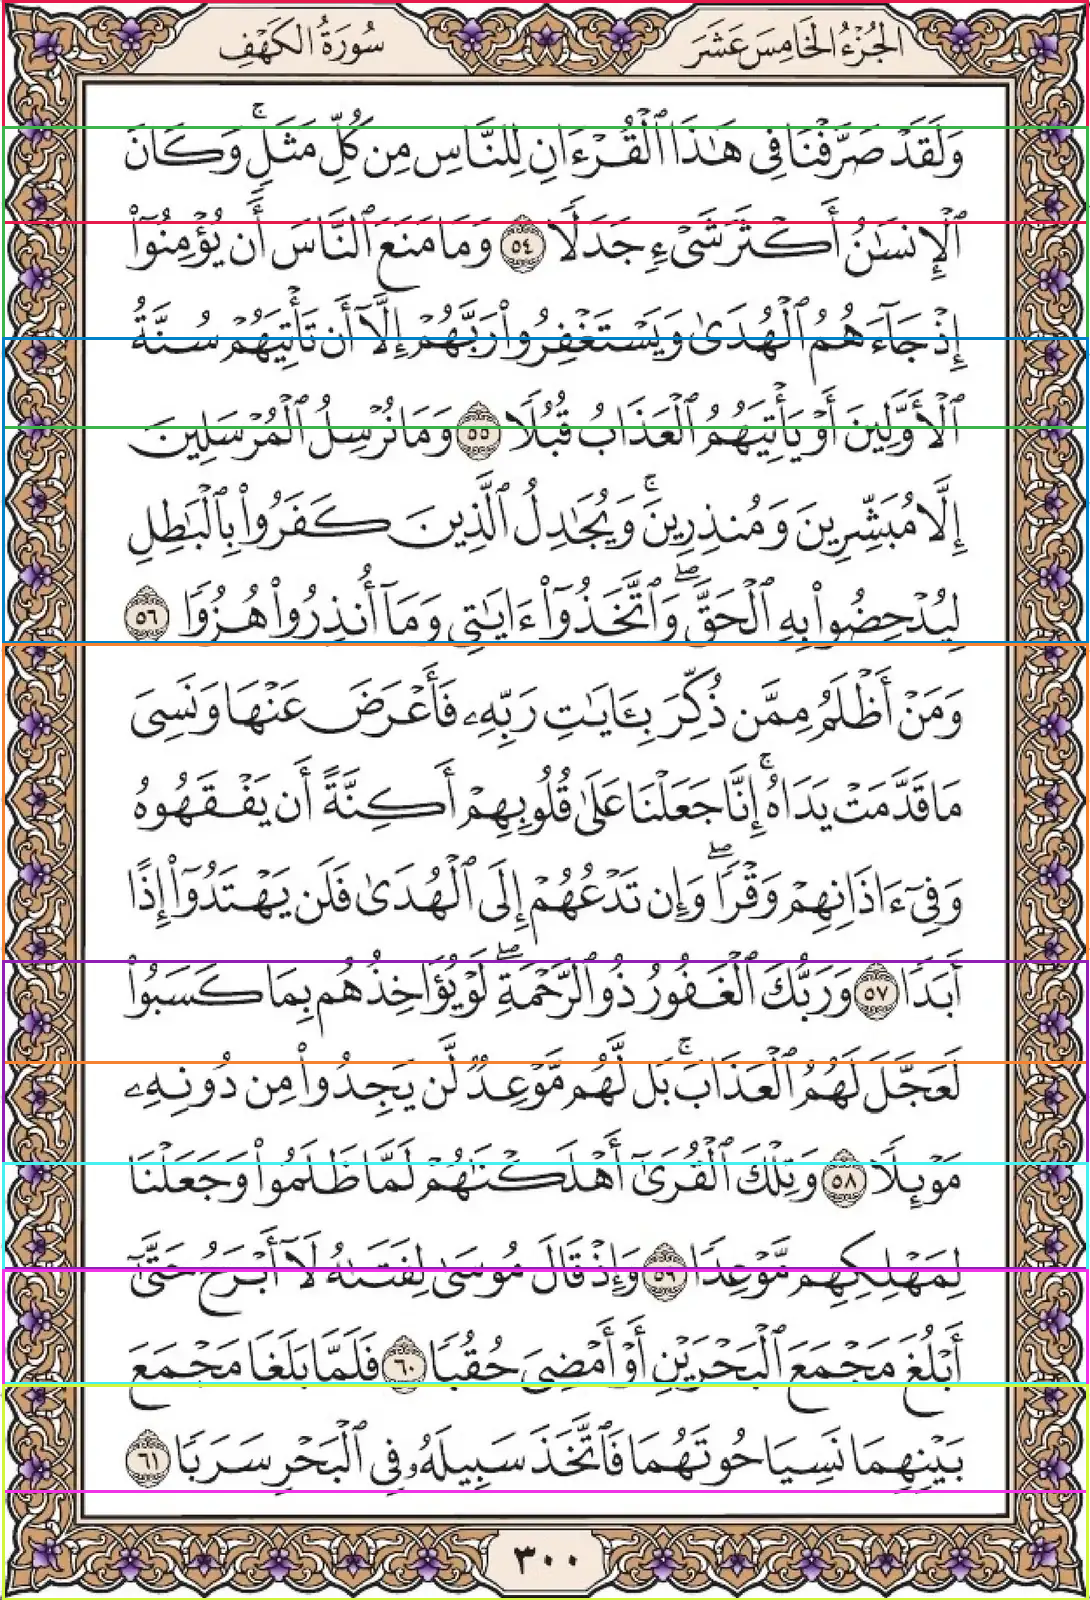 الجزء الخامس عشر
سورة الكهف
وَلَقَدْ صَرَّفْنَا فِى هَٰذَا ٱلْقُرْءَانِ لِلنَّاسِ مِن كُلِّ مَثَلٍۚ وَكَانَ
ٱلْإِنسَٰنُ أَكْثَرَ شَىْءٍ جَدَلًا ٥٤ وَمَا مَنَعَ ٱلنَّاسَ أَن يُؤْمِنُوٓا۟
إِذْ جَآءَهُمُ ٱلْهُدَىٰ وَيَسْتَغْفِرُوا۟ رَبَّهُمْ إِلَّآ أَن تَأْتِيَهُمْ سُنَّةُ
ٱلْأَوَّلِينَ أَوْ يَأْتِيَهُمُ ٱلْعَذَابُ قُبُلًا ٥٥ وَمَا نُرْسِلُ ٱلْمُرْسَلِينَ
إِلَّا مُبَشِّرِينَ وَمُنذِرِينَۚ وَيُجَٰدِلُ ٱلَّذِينَ كَفَرُوا۟ بِٱلْبَٰطِلِ
لِيُدْحِضُوا۟ بِهِ ٱلْحَقَّۖ وَٱتَّخَذُوٓا۟ ءَايَٰتِى وَمَآ أُنذِرُوا۟ هُزُوًا ٥٦
وَمَنْ أَظْلَمُ مِمَّن ذُكِّرَ بِـَٔايَٰتِ رَبِّهِۦ فَأَعْرَضَ عَنْهَا وَنَسِىَ
مَا قَدَّمَتْ يَدَاهُۚ إِنَّا جَعَلْنَا عَلَىٰ قُلُوبِهِمْ أَكِنَّةً أَن يَفْقَهُوهُ
وَفِىٓ ءَاذَانِهِمْ وَقْرًاۖ وَإِن تَدْعُهُمْ إِلَى ٱلْهُدَىٰ فَلَن يَهْتَدُوٓا۟ إِذًا
أَبَدًا ٥٧ وَرَبُّكَ ٱلْغَفُورُ ذُو ٱلرَّحْمَةِۖ لَوْ يُؤَاخِذُهُم بِمَا كَسَبُوا۟
لَعَجَّلَ لَهُمُ ٱلْعَذَابَۚ بَل لَّهُم مَّوْعِدٌ لَّن يَجِدُوا۟ مِن دُونِهِۦ
مَوْئِلًا ٥٨ وَتِلْكَ ٱلْقُرَىٰٓ أَهْلَكْنَٰهُمْ لَمَّا ظَلَمُوا۟ وَجَعَلْنَا
لِمَهْلِكِهِم مَّوْعِدًا ٥٩ وَإِذْ قَالَ مُوسَىٰ لِفَتَىٰهُ لَآ أَبْرَحُ حَتَّىٰٓ
أَبْلُغَ مَجْمَعَ ٱلْبَحْرَيْنِ أَوْ أَمْضِىَ حُقُبًا ٦٠ فَلَمَّا بَلَغَا مَجْمَعَ
بَيْنِهِمَا نَسِيَا حُوتَهُمَا فَٱتَّخَذَ سَبِيلَهُۥ فِى ٱلْبَحْرِ سَرَبًا ٦١
٣٠٠